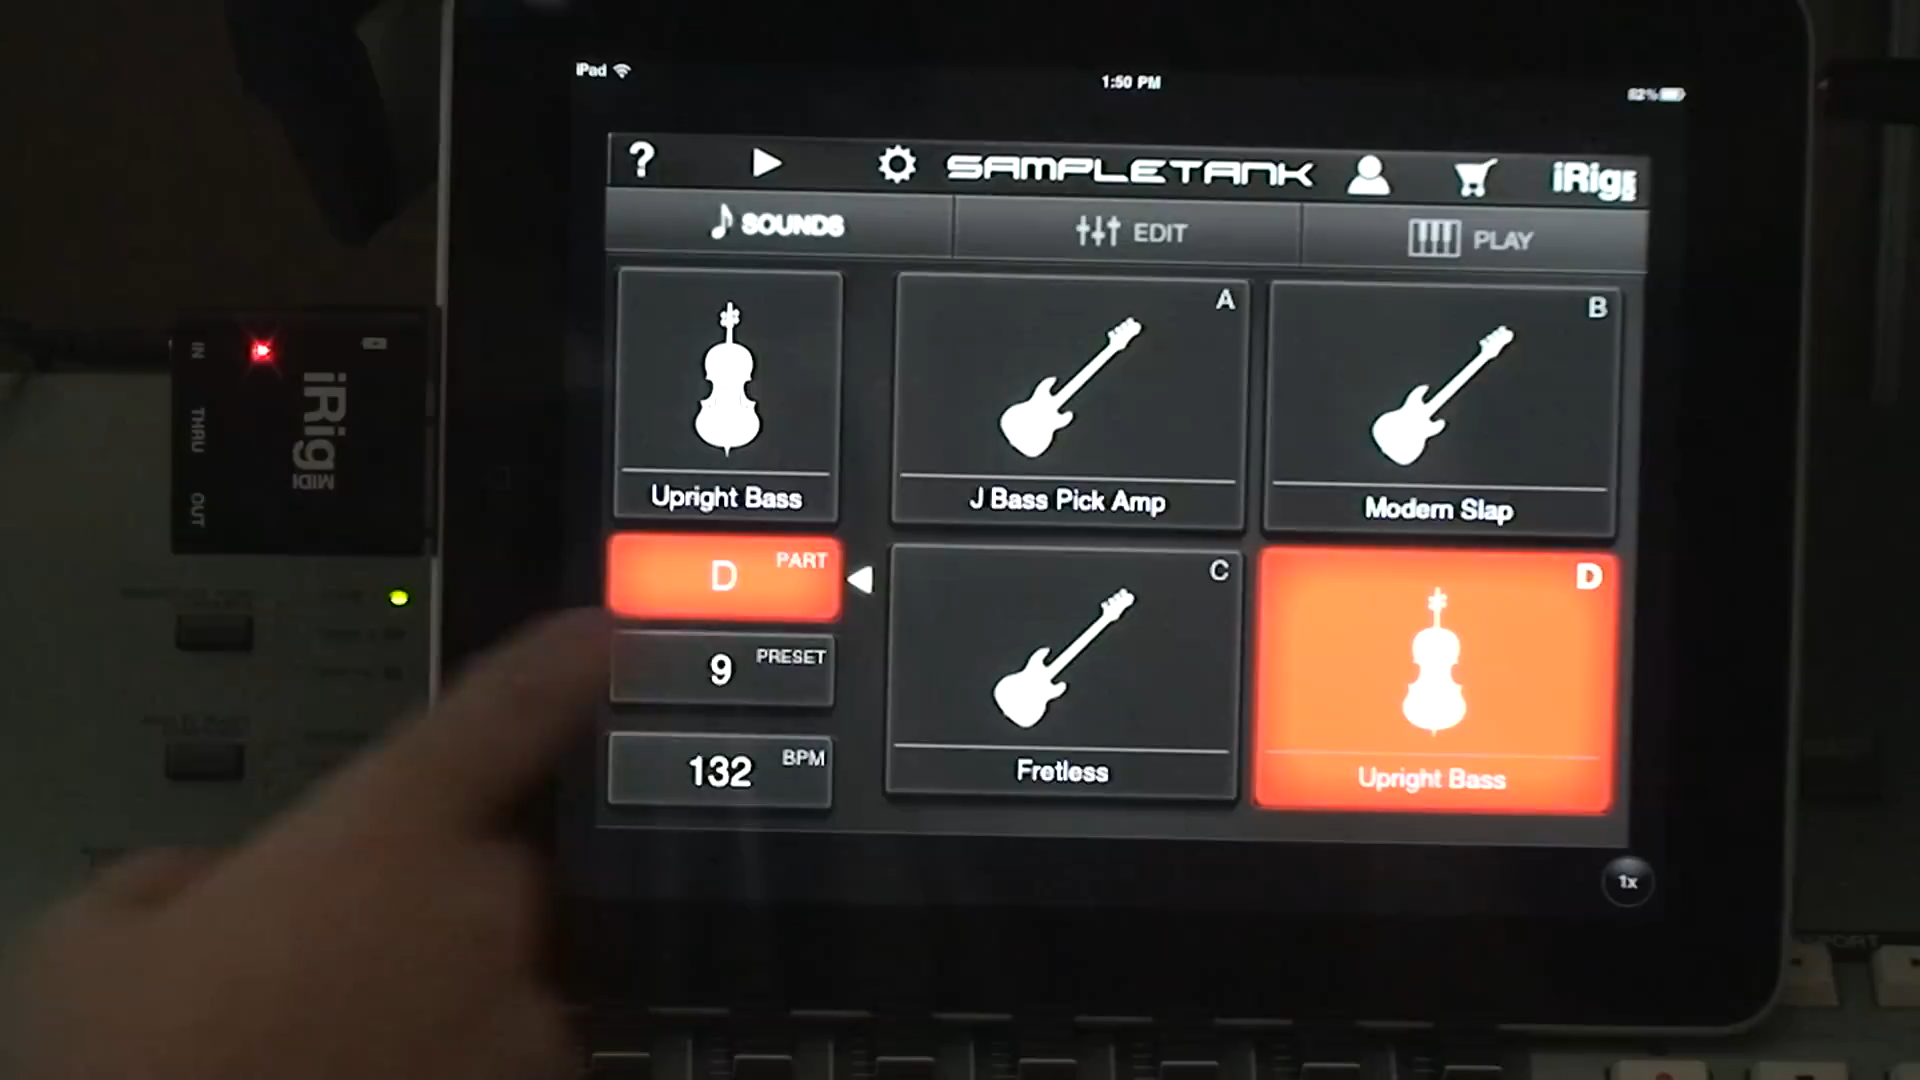 iPad
1:50 PM
82%
?
SAMPLETANK
iRig
SOUNDS
EDIT
PLAY
Upright Bass
A
J Bass Pick Amp
B
Modern Slap
D PART
9 PRESET
132 BPM
C
Fretless
D
Upright Bass
1x
IN
THRU
OUT
iRig
MIDI